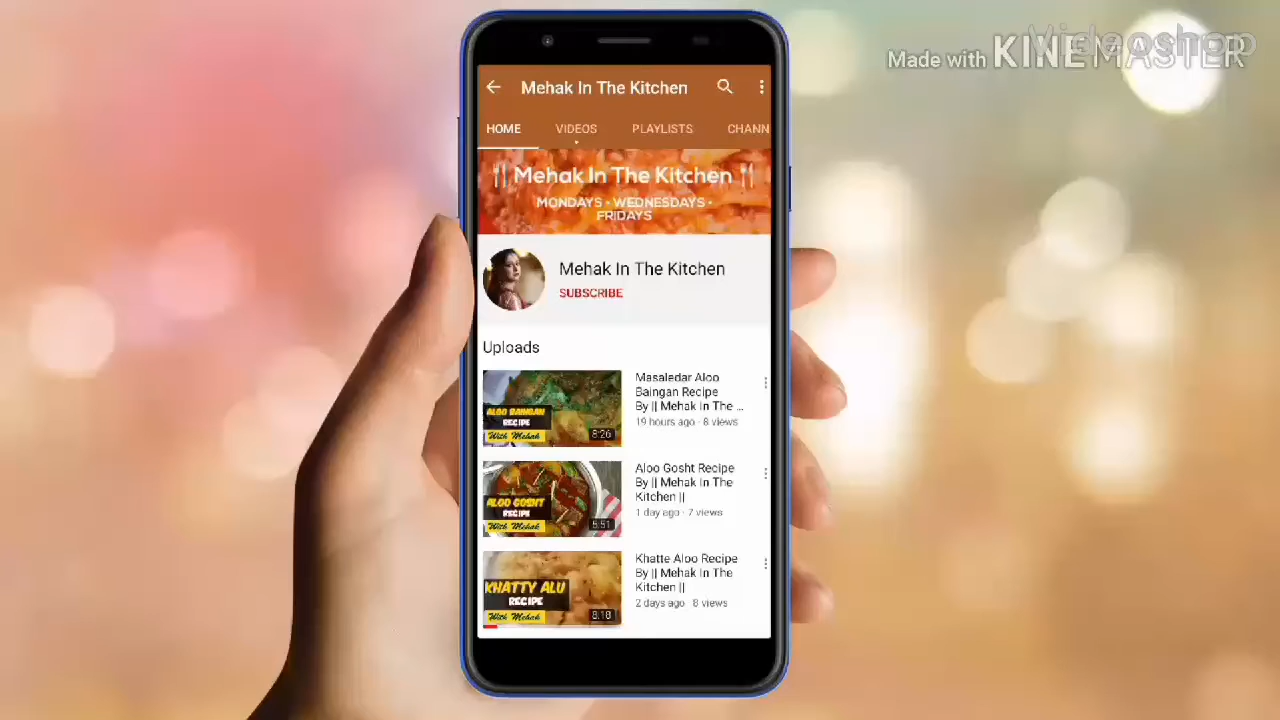 Made with KINEMASTER
Videoshop
Mehak In The Kitchen
HOME VIDEOS PLAYLISTS CHANN
Mehak In The Kitchen
MONDAYS - WEDNESDAYS -
FRIDAYS
Mehak In The Kitchen
SUBSCRIBE
Uploads
ALOO BAINGAN
RECIPE
With Mehak
8:26
Masaledar Aloo
Baingan Recipe
By || Mehak In The ...
19 hours ago · 8 views
ALOO GOSHT
RECIPE
With Mehak
5:51
Aloo Gosht Recipe
By || Mehak In The
Kitchen ||
1 day ago · 7 views
KHATTY ALU
RECIPE
With Mehak
8:18
Khatte Aloo Recipe
By || Mehak In The
Kitchen ||
2 days ago · 8 views